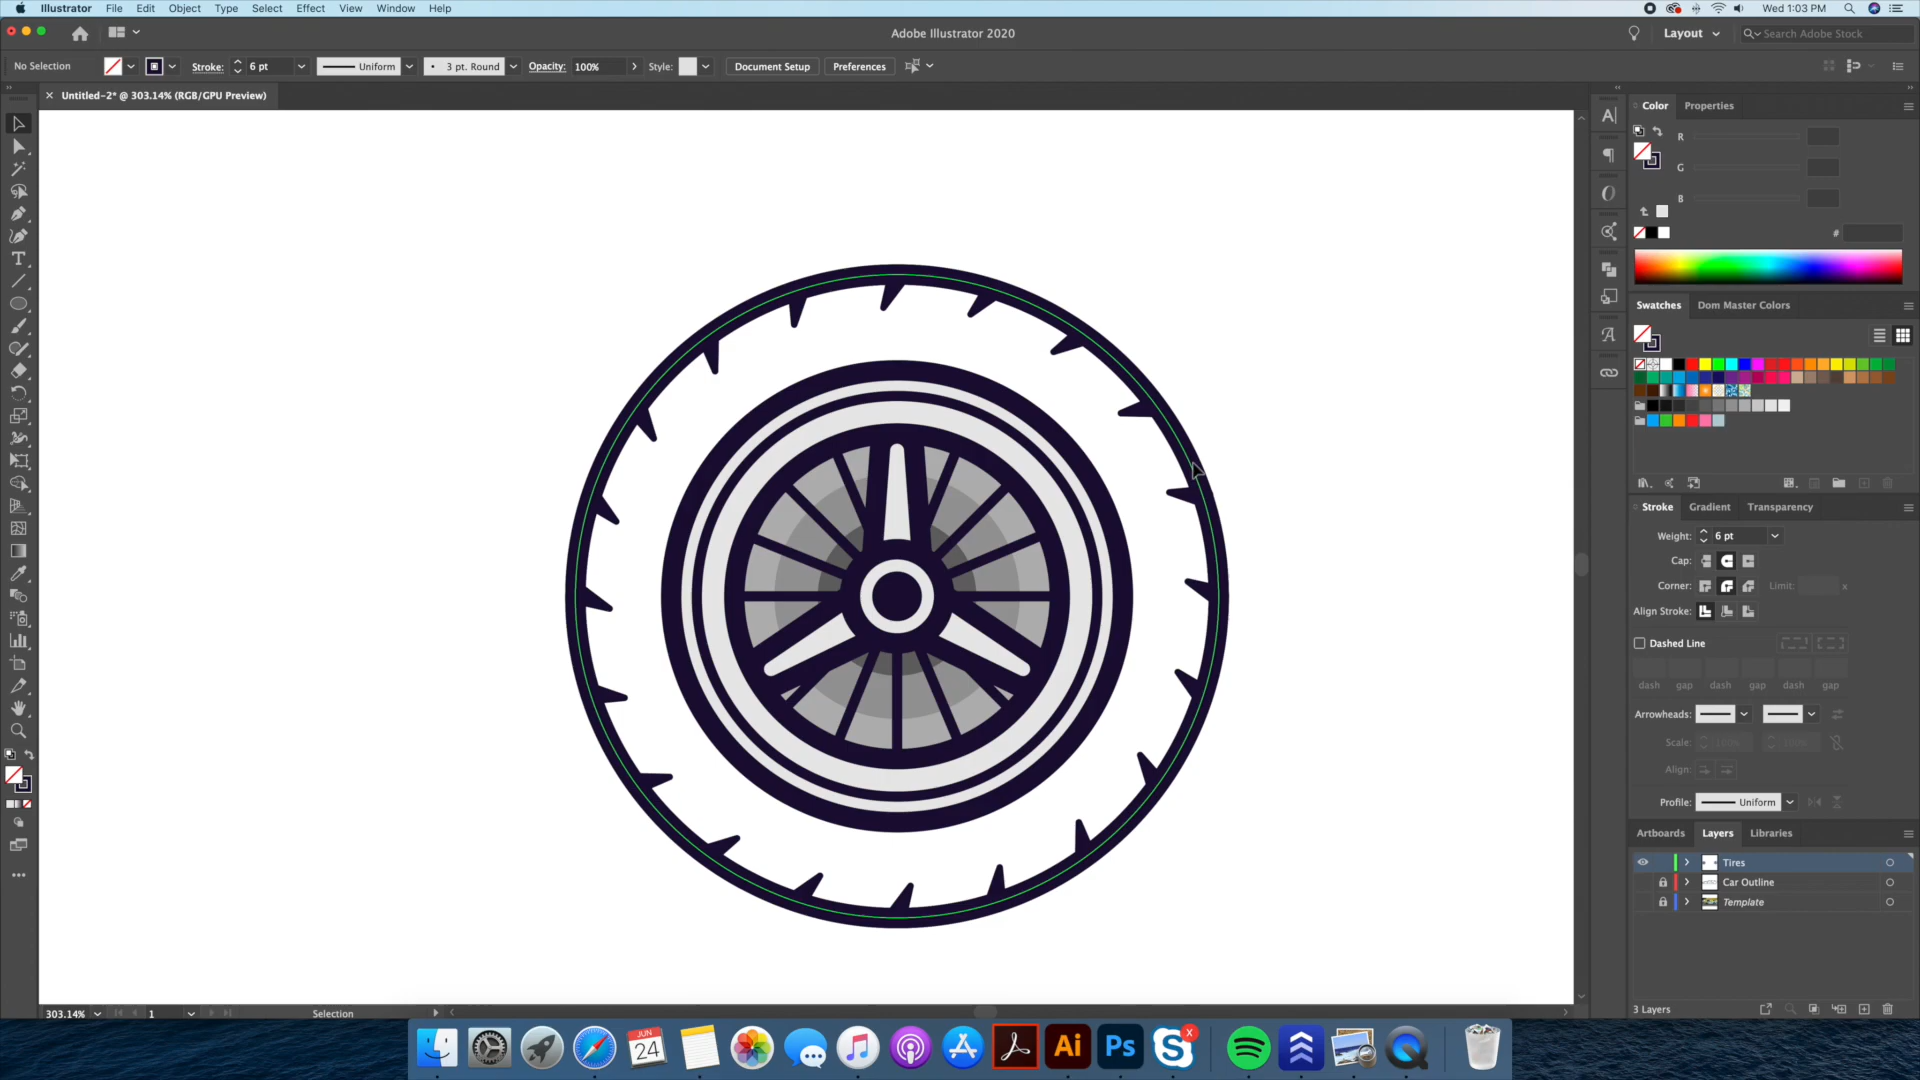 Illustrator File Edit Object Type Select Effect View Window Help
Wed 1:03 PM
Adobe Illustrator 2020
Layout
Search Adobe Stock
No Selection
Stroke: 6 pt
Uniform
3 pt. Round
Opacity: 100%
Style:
Document Setup
Preferences
Untitled-2* @ 303.14% (RGB/GPU Preview)
Color Properties
R
G
B
#
Swatches Dom Master Colors
Stroke Gradient Transparency
Weight: 6 pt
Cap:
Corner: Limit: x
Align Stroke:
Dashed Line
dash gap dash gap dash gap
Arrowheads:
Scale: 100% 100%
Align:
Profile: Uniform
Artboards Layers Libraries
Tires
Car Outline
Template
3 Layers
303.14% 1 Selection
JUN
24
Ai
Ps